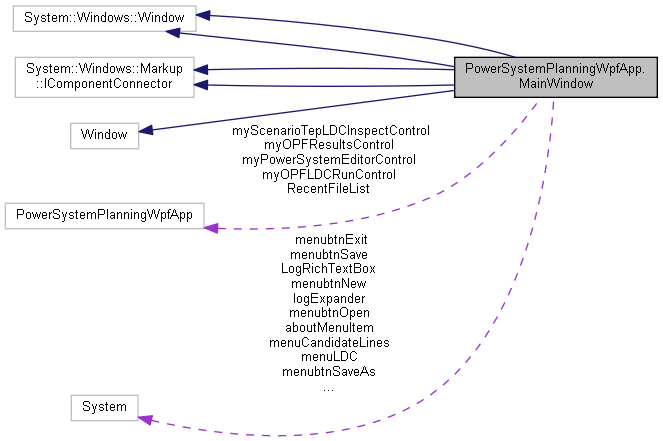 System::Windows::Window
System::Windows::Markup
::IComponentConnector
PowerSystemPlanningWpfApp.
MainWindow
Window
myScenarioTepLDCInspectControl
myOPFResultsControl
myPowerSystemEditorControl
myOPFLDCRunControl
RecentFileList
PowerSystemPlanningWpfApp
menubtnExit
menubtnSave
LogRichTextBox
menubtnNew
logExpander
menubtnOpen
aboutMenuItem
menuCandidateLines
menuLDC
menubtnSaveAs
...
System